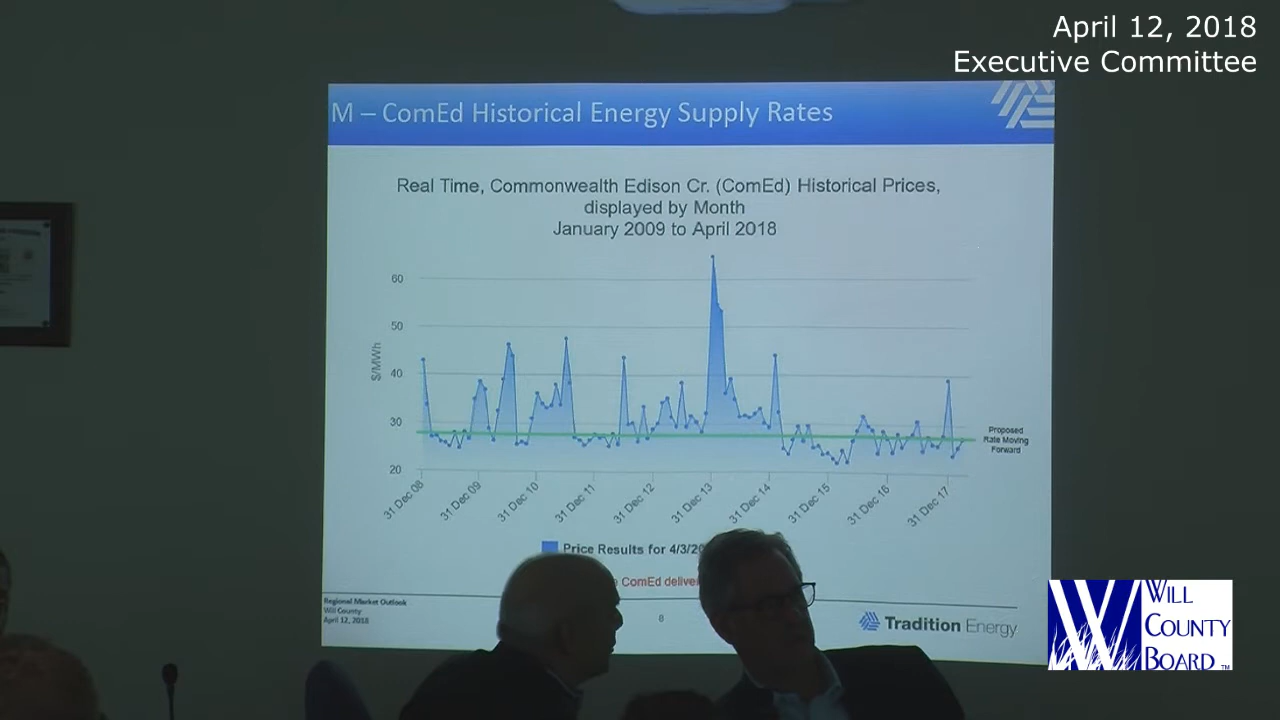 April 12, 2018
Executive Committee
M – ComEd Historical Energy Supply Rates
Real Time, Commonwealth Edison Cr. (ComEd) Historical Prices,
displayed by Month
January 2009 to April 2018
60
50
40
30
20
$/MWh
Proposed
Rate Moving
Forward
31 Dec 08
31 Dec 09
31 Dec 10
31 Dec 11
31 Dec 12
31 Dec 13
31 Dec 14
31 Dec 15
31 Dec 16
31 Dec 17
Price Results for 4/3/20
ComEd deliver
Regional Market Outlook
Will County
April 12, 2018
8
Tradition Energy
WILL
COUNTY
BOARD TM